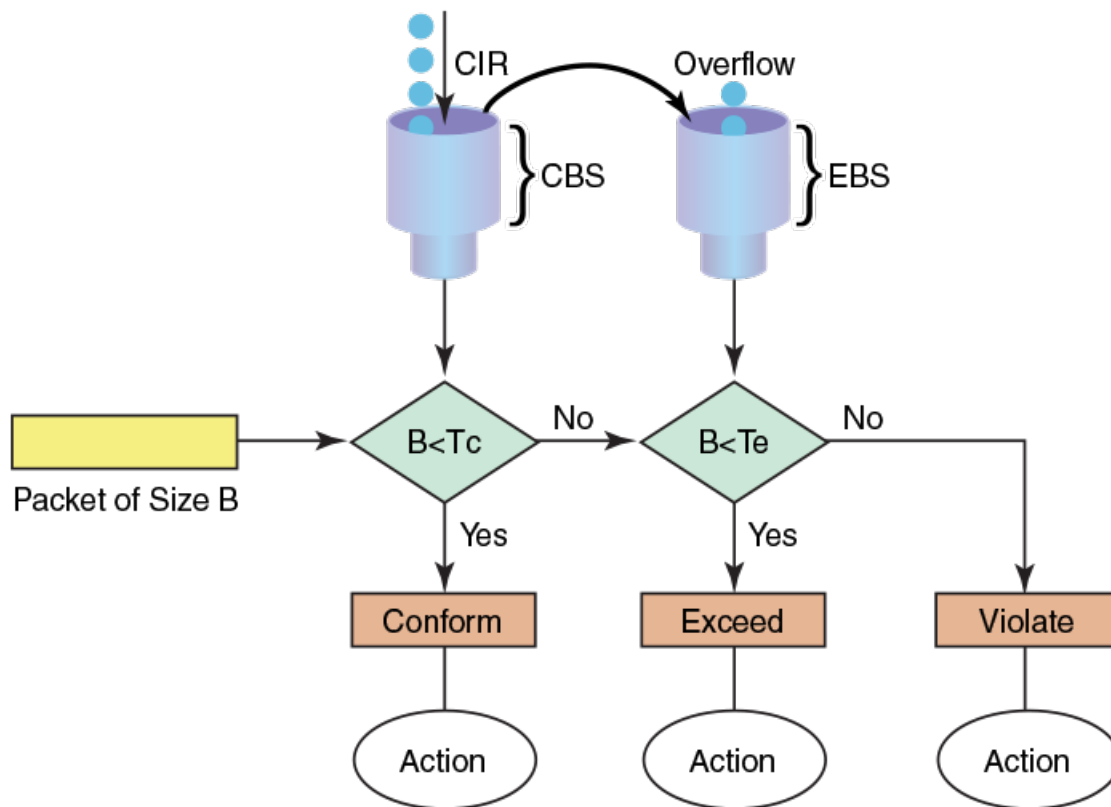 CIR
Overflow
CBS
EBS
B<Tc
No
B<Te
No
Packet of Size B
Yes
Yes
Conform
Exceed
Violate
Action
Action
Action